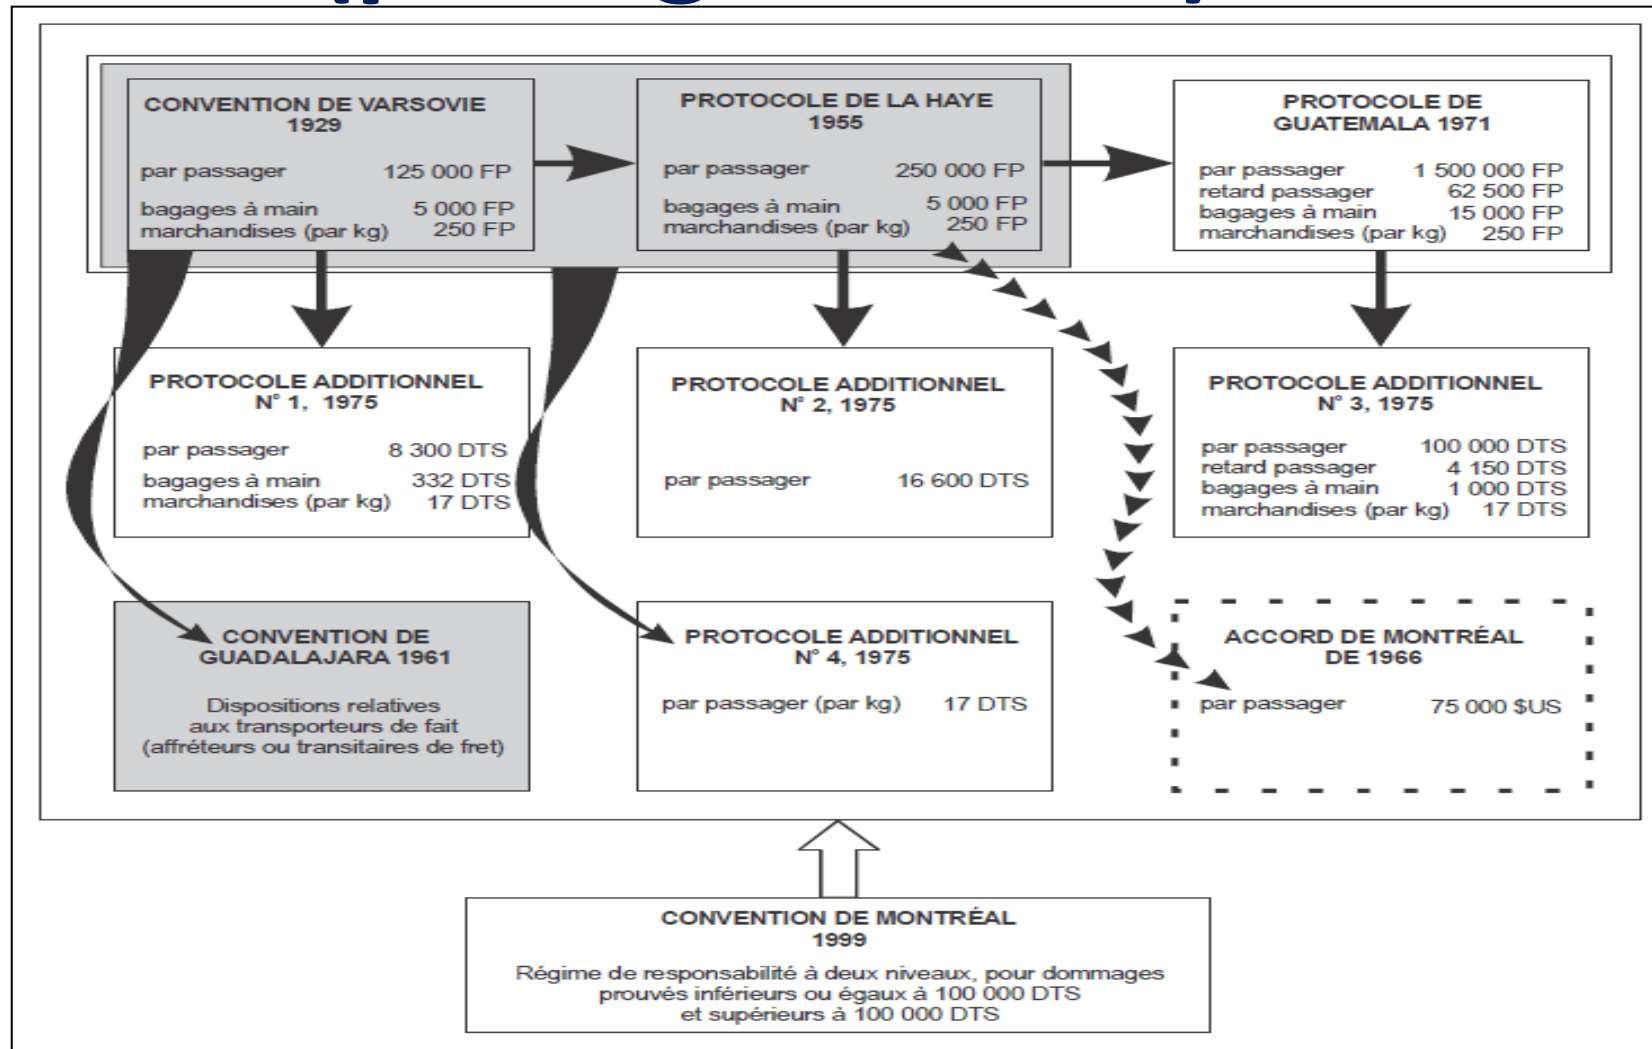 CONVENTION DE VARSOVIE
1929
par passager 125 000 FP
bagages à main 5 000 FP
marchandises (par kg) 250 FP
PROTOCOLE DE LA HAYE
1955
par passager 250 000 FP
bagages à main 5 000 FP
marchandises (par kg) 250 FP
PROTOCOLE DE
GUATEMALA 1971
par passager 1 500 000 FP
retard passager 62 500 FP
bagages à main 15 000 FP
marchandises (par kg) 250 FP
PROTOCOLE ADDITIONNEL
N° 1, 1975
par passager 8 300 DTS
bagages à main 332 DTS
marchandises (par kg) 17 DTS
PROTOCOLE ADDITIONNEL
N° 2, 1975
par passager 16 600 DTS
PROTOCOLE ADDITIONNEL
N° 3, 1975
par passager 100 000 DTS
retard passager 4 150 DTS
bagages à main 1 000 DTS
marchandises (par kg) 17 DTS
CONVENTION DE
GUADALAJARA 1961
Dispositions relatives
aux transporteurs de fait
(affréteurs ou transitaires de fret)
PROTOCOLE ADDITIONNEL
N° 4, 1975
par passager (par kg) 17 DTS
ACCORD DE MONTRÉAL
DE 1966
par passager 75 000 $US
CONVENTION DE MONTRÉAL
1999
Régime de responsabilité à deux niveaux, pour dommages
prouvés inférieurs ou égaux à 100 000 DTS
et supérieurs à 100 000 DTS